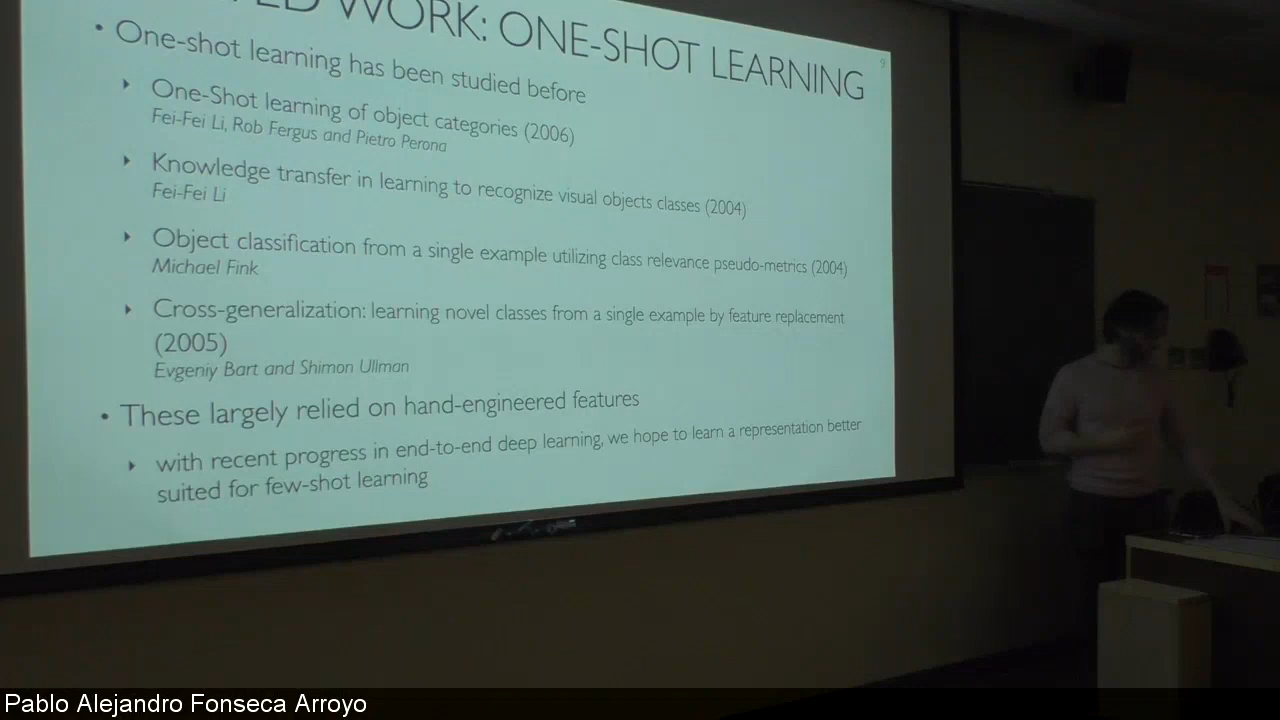 WORK: ONE-SHOT LEARNING
9
• One-shot learning has been studied before
One-Shot learning of object categories (2006)
Fei-Fei Li, Rob Fergus and Pietro Perona
Knowledge transfer in learning to recognize visual objects classes (2004)
Fei-Fei Li
Object classification from a single example utilizing class relevance pseudo-metrics (2004)
Michael Fink
Cross-generalization: learning novel classes from a single example by feature replacement
(2005)
Evgeniy Bart and Shimon Ullman
• These largely relied on hand-engineered features
with recent progress in end-to-end deep learning, we hope to learn a representation better
suited for few-shot learning
Pablo Alejandro Fonseca Arroyo